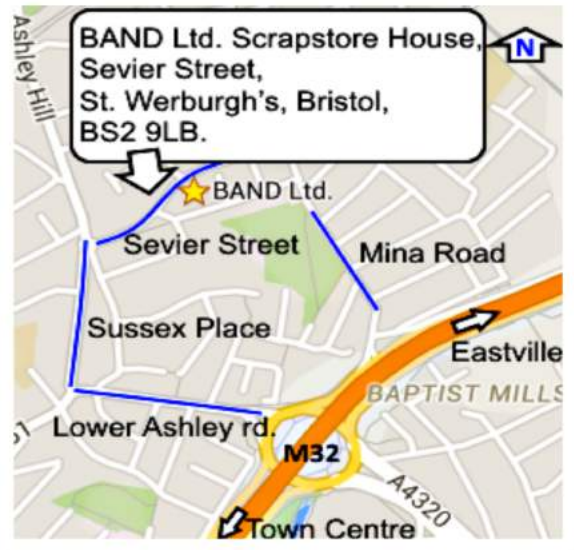 Ashley Hill
BAND Ltd. Scrapstore House,
Sevier Street,
St. Werburgh's, Bristol,
BS2 9LB.
N
BAND Ltd.
Sevier Street
Mina Road
Sussex Place
Eastville
BAPTIST MILLS
Lower Ashley rd.
M32
A4320
Town Centre